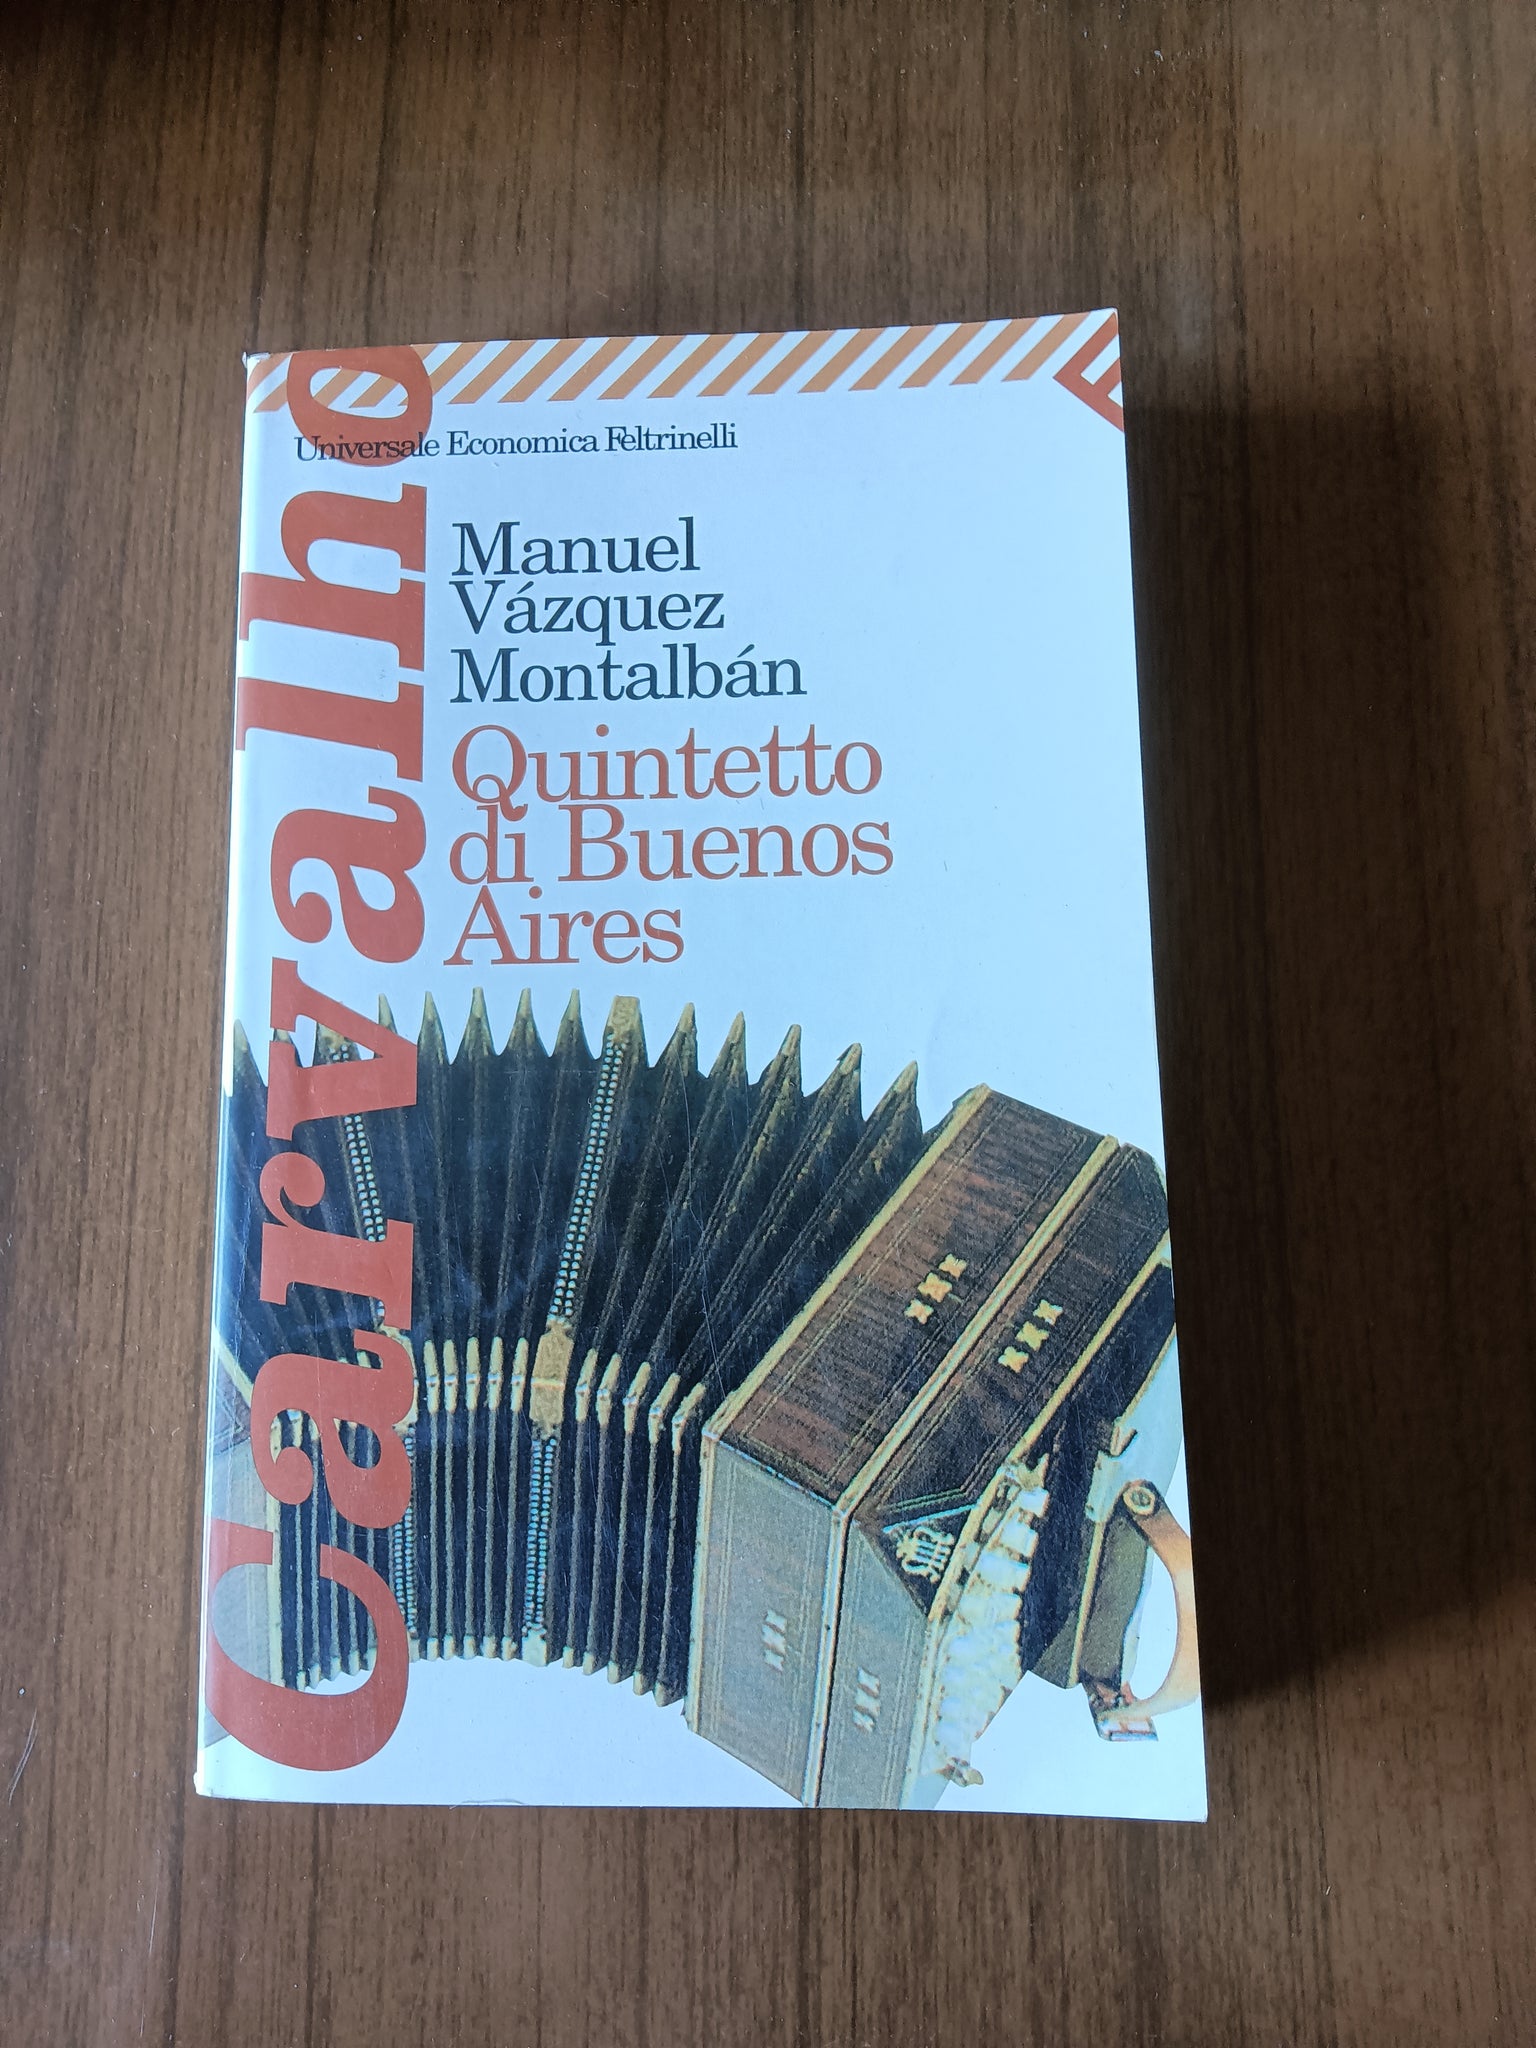 Carvalho
Universale Economica Feltrinelli
Manuel
Vázquez
Montalbán
Quintetto
di Buenos
Aires